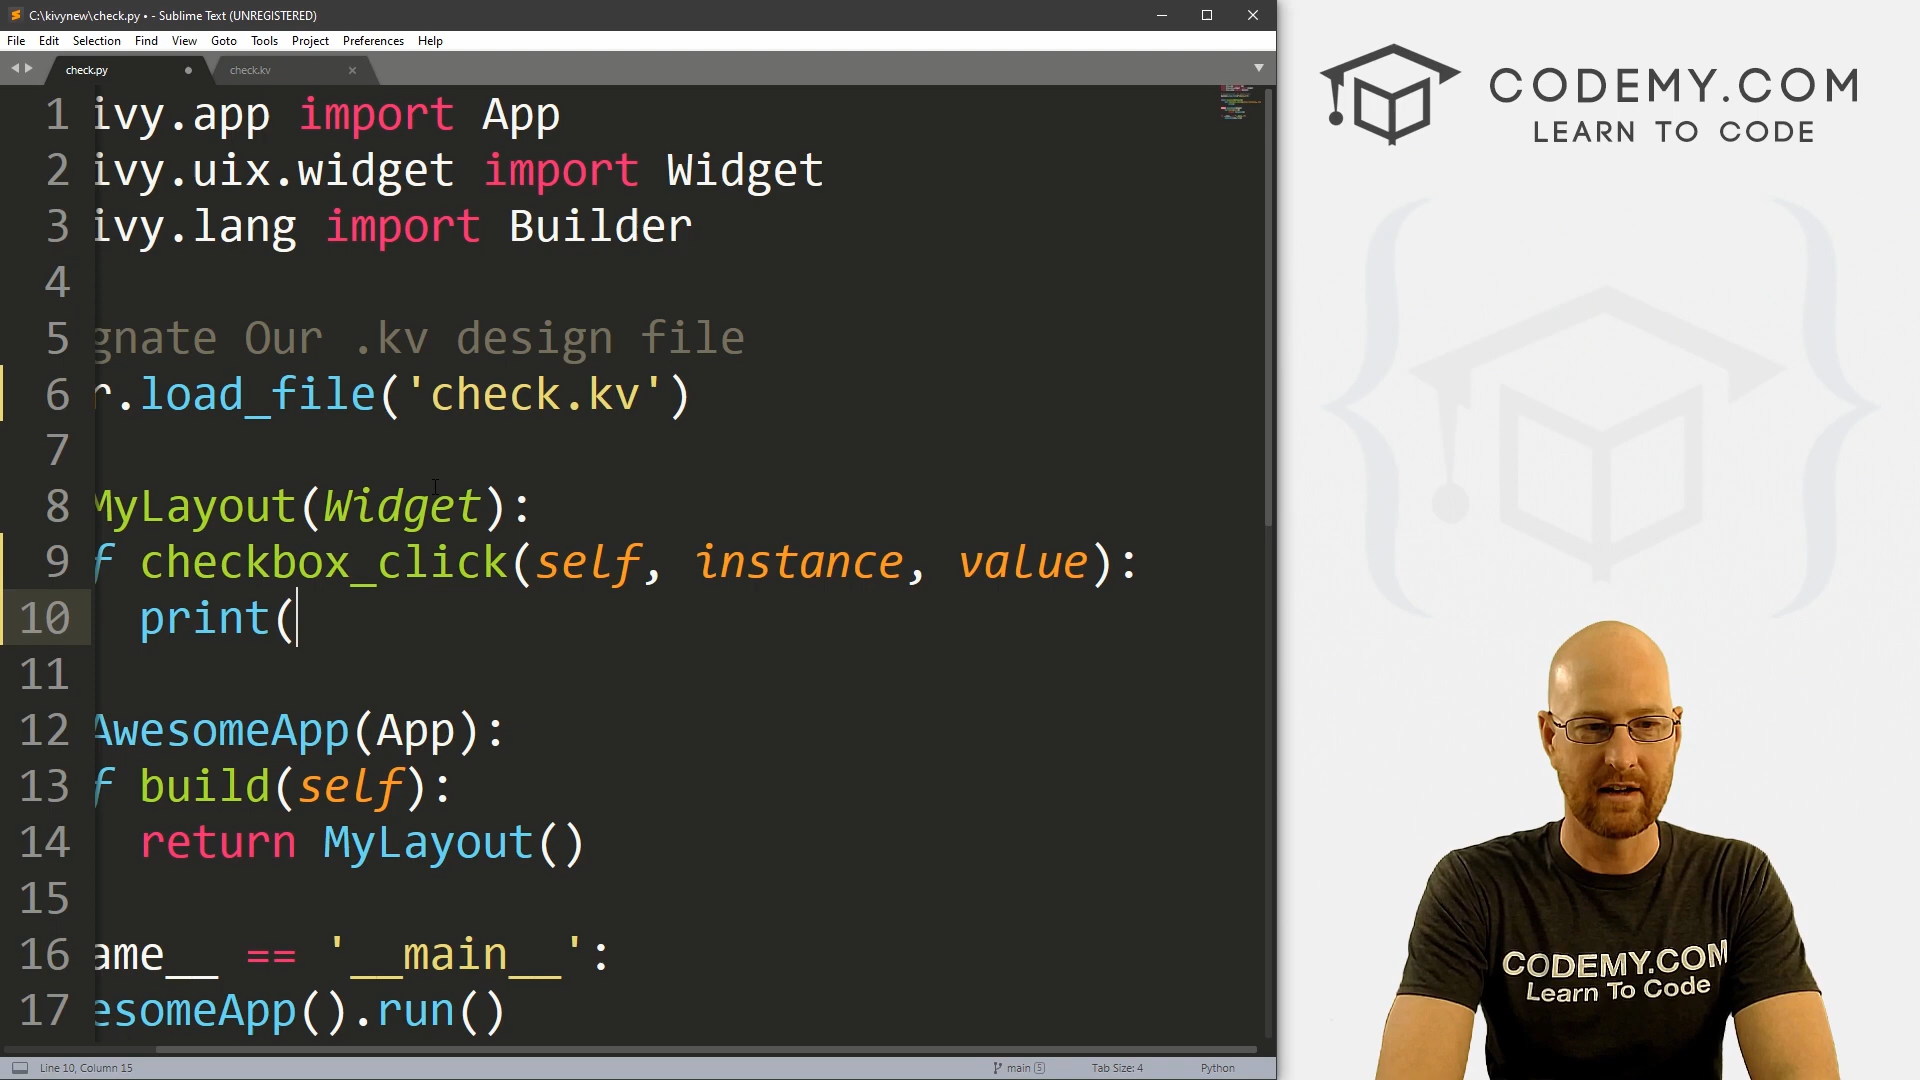 C:\kivynew\check.py • - Sublime Text (UNREGISTERED)
File Edit Selection Find View Goto Tools Project Preferences Help
check.py check.kv
1 ivy.app import App
2 ivy.uix.widget import Widget
3 ivy.lang import Builder
4
5 gnate Our .kv design file
6 r.load_file('check.kv')
7
8 MyLayout(Widget):
9 f checkbox_click(self, instance, value):
10 print(
11
12 AwesomeApp(App):
13 f build(self):
14 return MyLayout()
15
16 ame__ == '__main__':
17 esomeApp().run()
Line 10, Column 15 main 5 Tab Size: 4 Python
CODEMY.COM
LEARN TO CODE
CODEMY.COM
Learn To Code